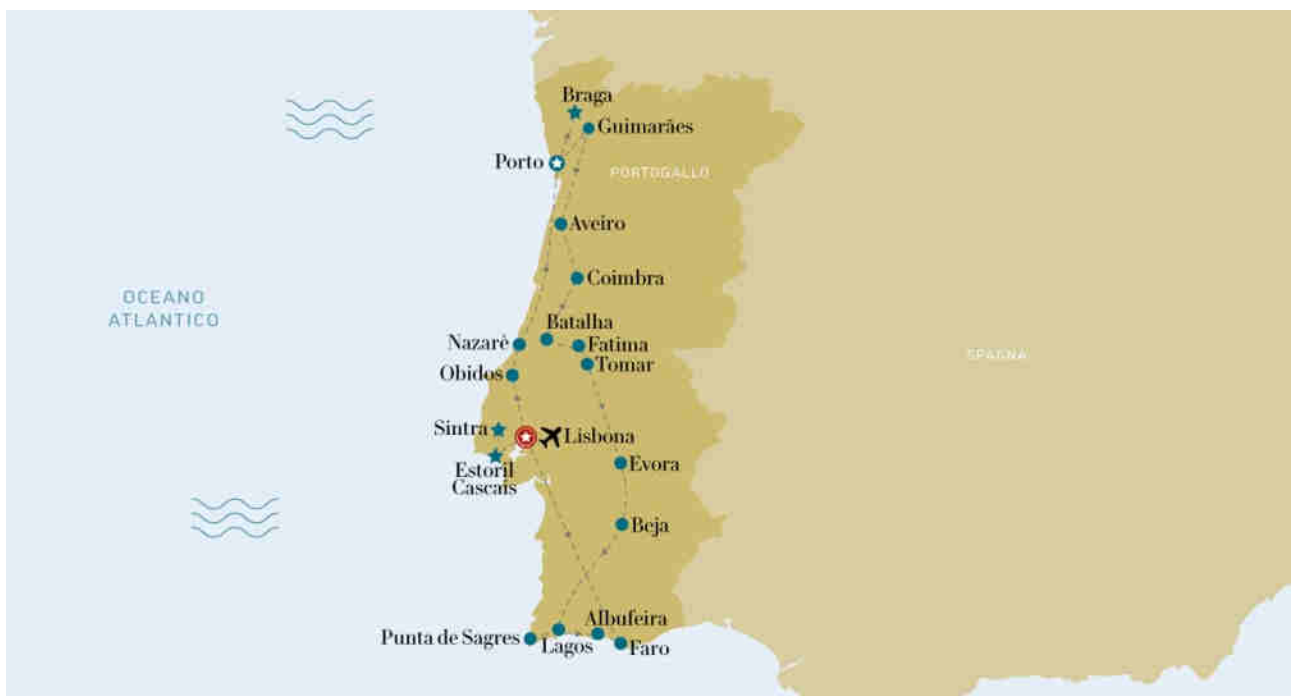 Braga
Guimarães
Porto
PORTOGALLO
Aveiro
Coimbra
OCEANO
ATLANTICO
Batalha
Nazarê
Fatima
SPAGNA
Tomar
Obidos
Sintra
Lisbona
Estoril
Cascais
Evora
Beja
Albufeira
Punta de Sagres
Lagos
Faro